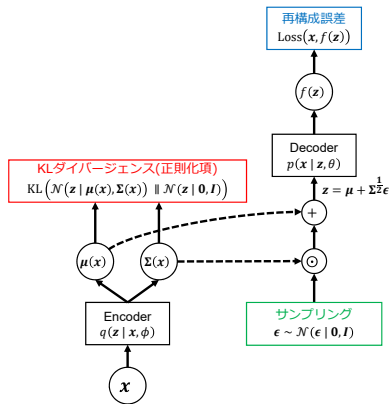 再構成誤差
Loss(𝒙, f(𝒛))
f(𝒛)
Decoder
p(𝒙 | 𝒛, θ)
𝒛 = 𝝁 + 𝚺^{1/2}𝝐
KLダイバージェンス(正則化項)
KL (𝒩(𝒛 | 𝝁(𝒙), 𝚺(𝒙)) ∥ 𝒩(𝒛 | 𝟎, 𝑰))
+
𝝁(𝒙)
𝚺(𝒙)
⊙
Encoder
q(𝒛 | 𝒙, ϕ)
サンプリング
𝝐 ~ 𝒩(𝝐 | 𝟎, 𝑰)
𝒙